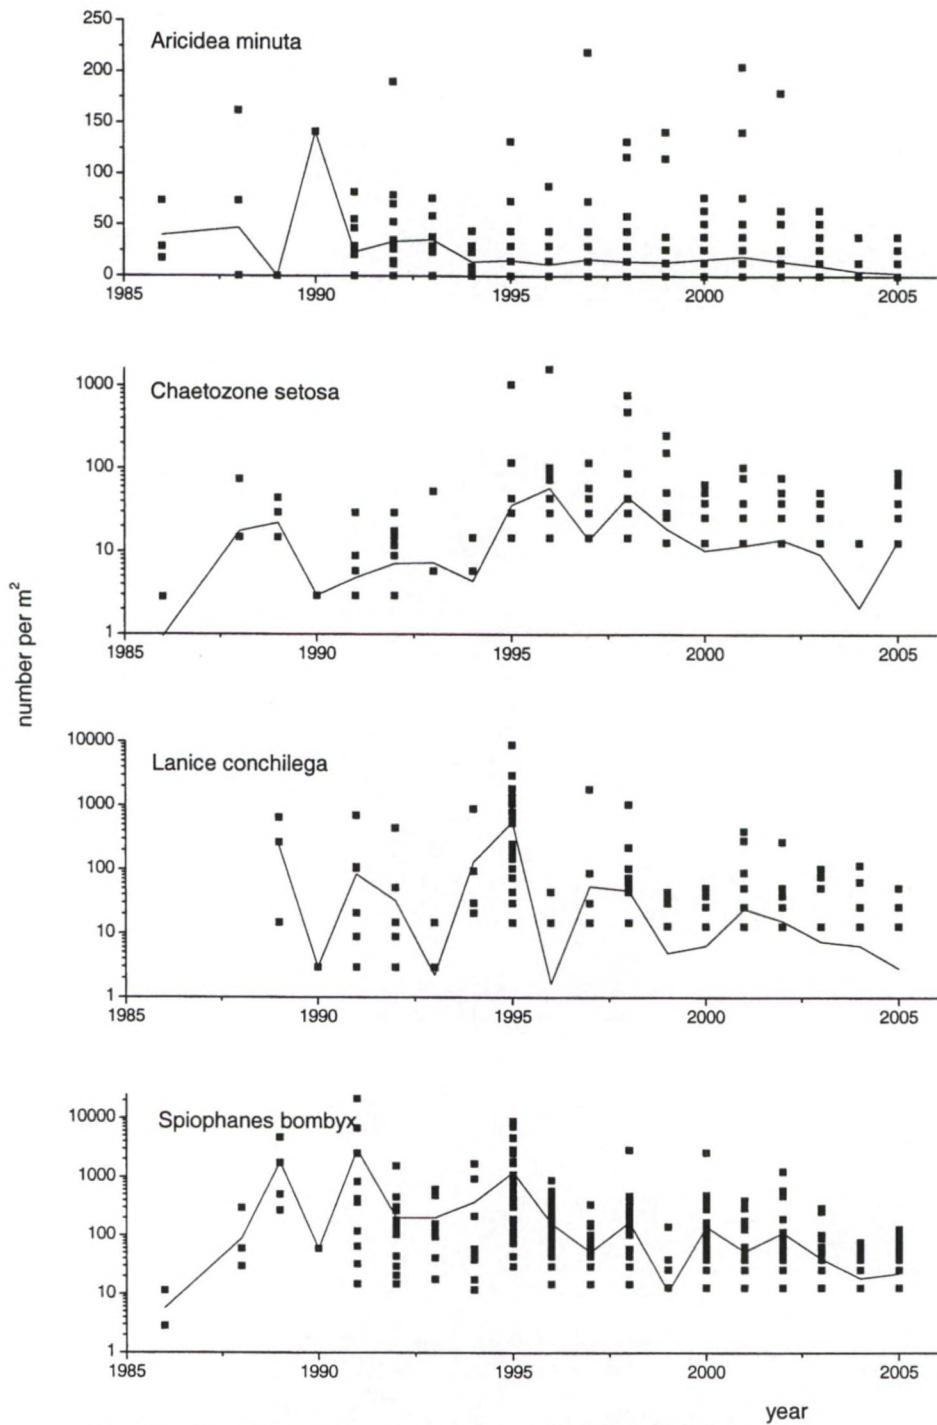 250
Aricidea minuta
200
150
100
50
0
1985 1990 1995 2000 2005
1000
Chaetozone setosa
100
10
1
1985 1990 1995 2000 2005
number per m²
10000
Lanice conchilega
1000
100
10
1
1985 1990 1995 2000 2005
10000
Spiophanes bombyx
1000
100
10
1
1985 1990 1995 2000 2005
year